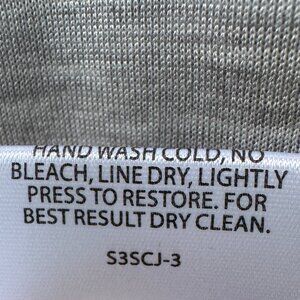 HAND WASH COLD, NO
BLEACH, LINE DRY, LIGHTLY
PRESS TO RESTORE. FOR
BEST RESULT DRY CLEAN.
S3SCJ-3